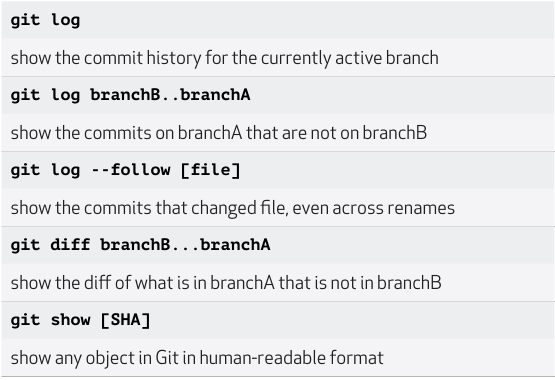 git log
show the commit history for the currently active branch
git log branchB..branchA
show the commits on branchA that are not on branchB
git log --follow [file]
show the commits that changed file, even across renames
git diff branchB...branchA
show the diff of what is in branchA that is not in branchB
git show [SHA]
show any object in Git in human-readable format